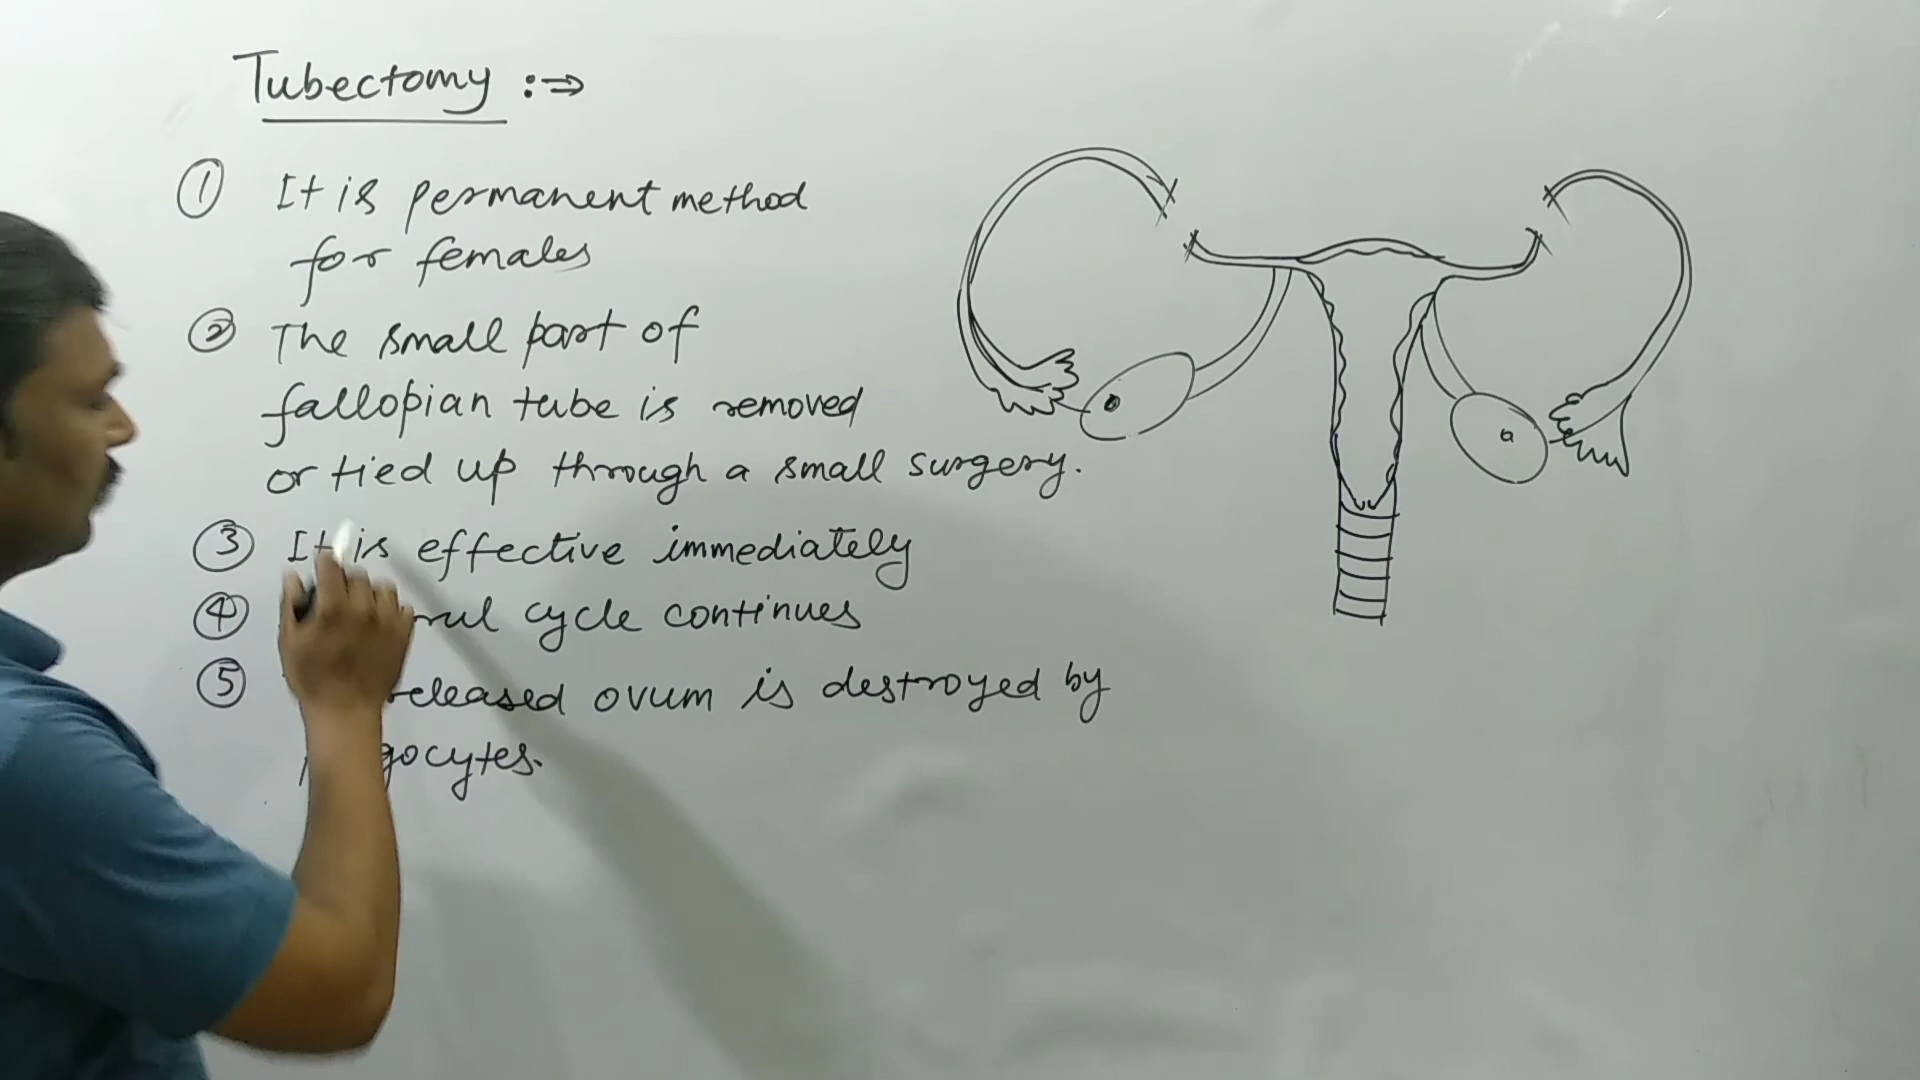 Tubectomy :⇒
① It is permanent method
for females
② The small part of
fallopian tube is removed
or tied up through a small surgery.
③ It is effective immediately
④ cycle continues
⑤ released ovum is destroyed by